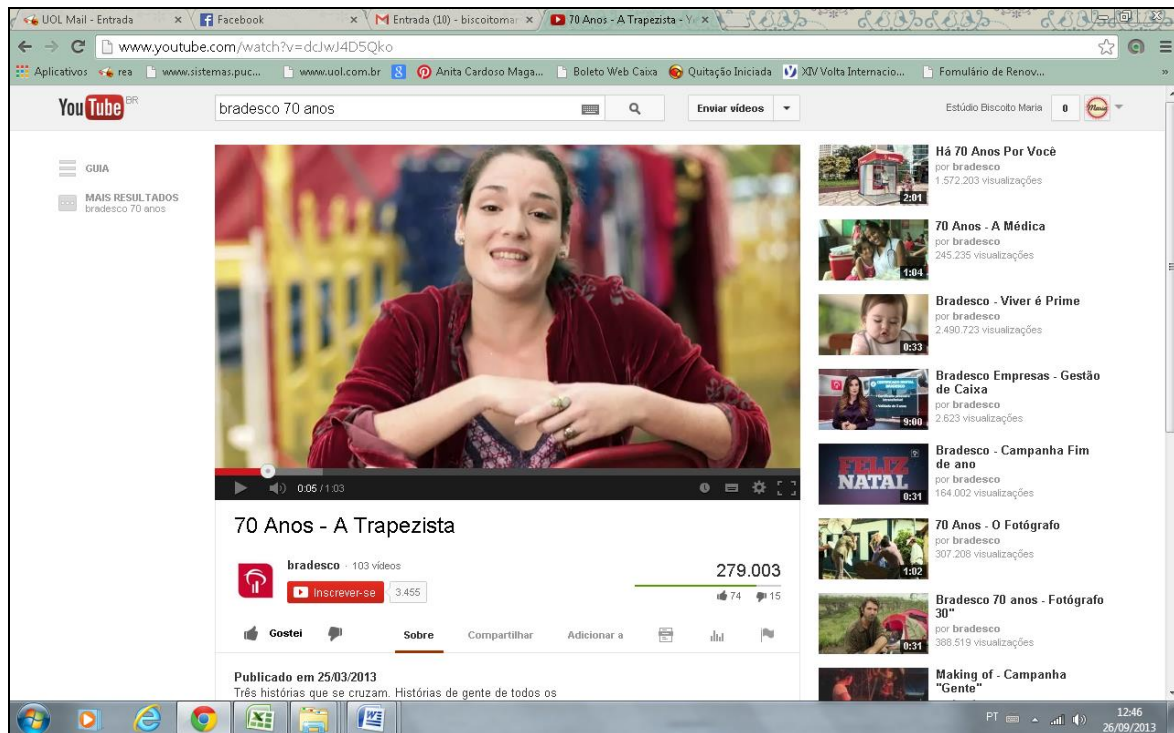 UOL Mail - Entrada
Facebook
Entrada (10) - biscoitomar
70 Anos - A Trapezista - Yo
www.youtube.com/watch?v=dcJwJ4D5Qko
Aplicativos
rea
www.sistemas.puc...
www.uol.com.br
8
Anita Cardoso Maga...
Boleto Web Caixa
Quitação Iniciada
XIV Volta Internacio...
Fomulário de Renov...
»
YouTube BR
bradesco 70 anos
Enviar vídeos
Estúdio Biscoito Maria
0
GUIA
MAIS RESULTADOS
bradesco 70 anos
0:05 / 1:03
70 Anos - A Trapezista
bradesco · 103 vídeos
Inscrever-se
3.455
279.003
74
15
Gostei
Sobre
Compartilhar
Adicionar a
Publicado em 25/03/2013
Três histórias que se cruzam. Histórias de gente de todos os
Há 70 Anos Por Você
por bradesco
1.572.203 visualizações
2:01
70 Anos - A Médica
por bradesco
245.235 visualizações
1:04
Bradesco - Viver é Prime
por bradesco
2.490.723 visualizações
0:33
Bradesco Empresas - Gestão
de Caixa
por bradesco
2.623 visualizações
9:00
Bradesco - Campanha Fim
de ano
por bradesco
164.002 visualizações
FELIZ
NATAL
0:31
70 Anos - O Fotógrafo
por bradesco
307.208 visualizações
1:02
Bradesco 70 anos - Fotógrafo
30"
por bradesco
388.519 visualizações
0:31
Making of - Campanha
"Gente"
PT
12:46
26/09/2013